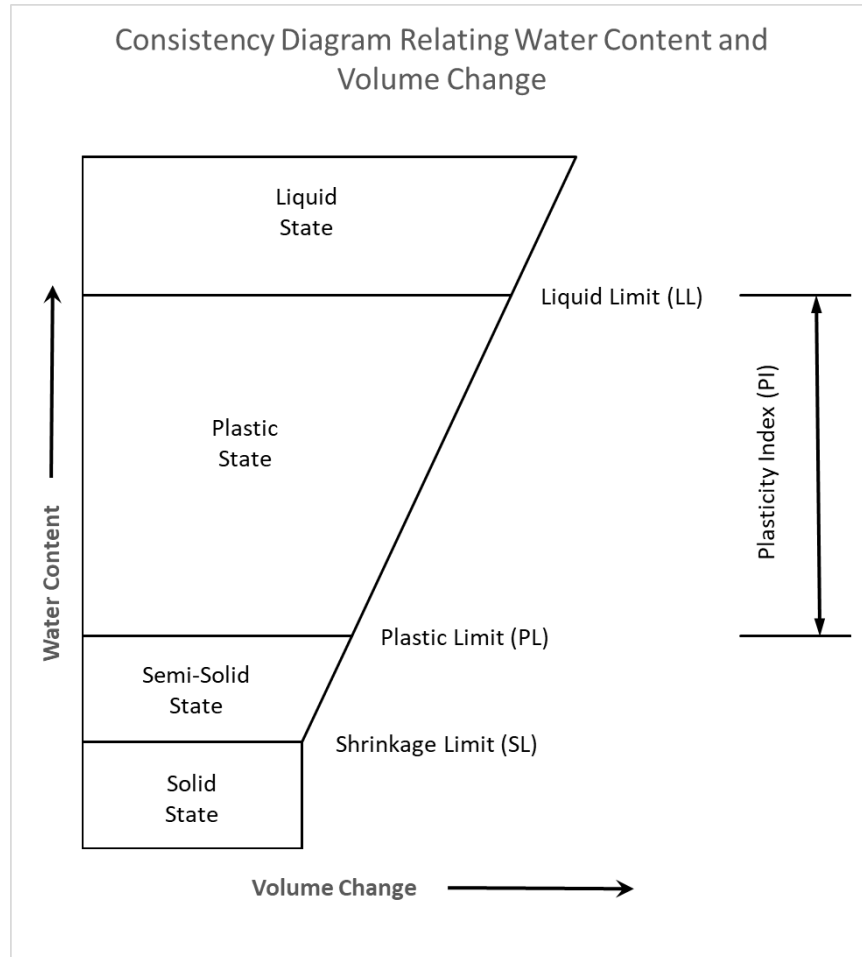 Consistency Diagram Relating Water Content and
Volume Change
Liquid
State
Liquid Limit (LL)
Plastic
State
Plasticity Index (PI)
Water Content
Plastic Limit (PL)
Semi-Solid
State
Shrinkage Limit (SL)
Solid
State
Volume Change